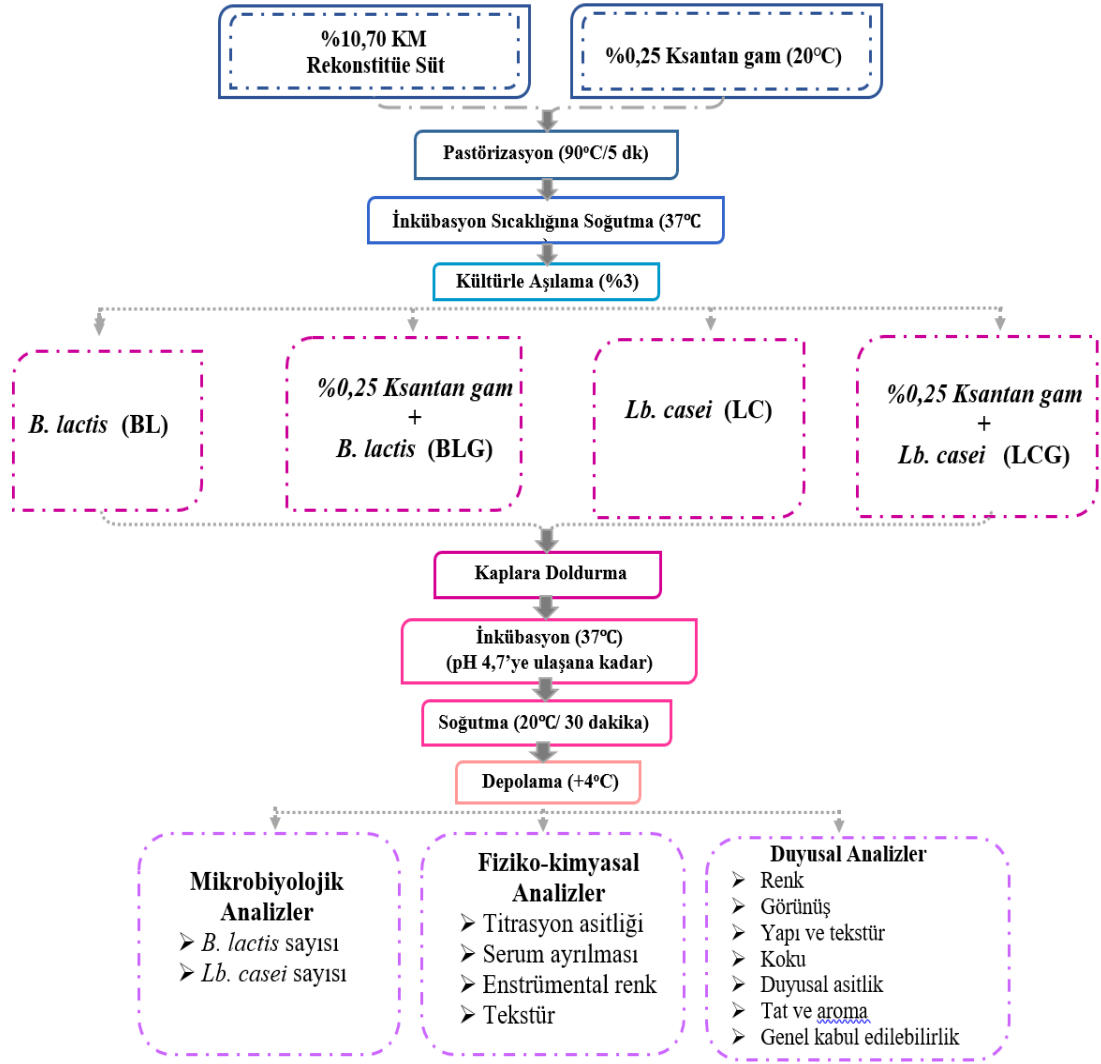 %10,70 KM
Rekonstitüe Süt
%0,25 Ksantan gam (20℃)
Pastörizasyon (90ºC/5 dk)
İnkübasyon Sıcaklığına Soğutma (37℃
)
Kültürle Aşılama (%3)
B. lactis (BL)
%0,25 Ksantan gam
+
B. lactis (BLG)
Lb. casei (LC)
%0,25 Ksantan gam
+
Lb. casei (LCG)
Kaplara Doldurma
İnkübasyon (37℃)
(pH 4,7’ye ulaşana kadar)
Soğutma (20℃/ 30 dakika)
Depolama (+4ºC)
Mikrobiyolojik
Analizler
➢ B. lactis sayısı
➢ Lb. casei sayısı
Fiziko-kimyasal
Analizler
➢ Titrasyon asitliği
➢ Serum ayrılması
➢ Enstrümental renk
➢ Tekstür
Duyusal Analizler
➢ Renk
➢ Görünüş
➢ Yapı ve tekstür
➢ Koku
➢ Duyusal asitlik
➢ Tat ve aroma
➢ Genel kabul edilebilirlik